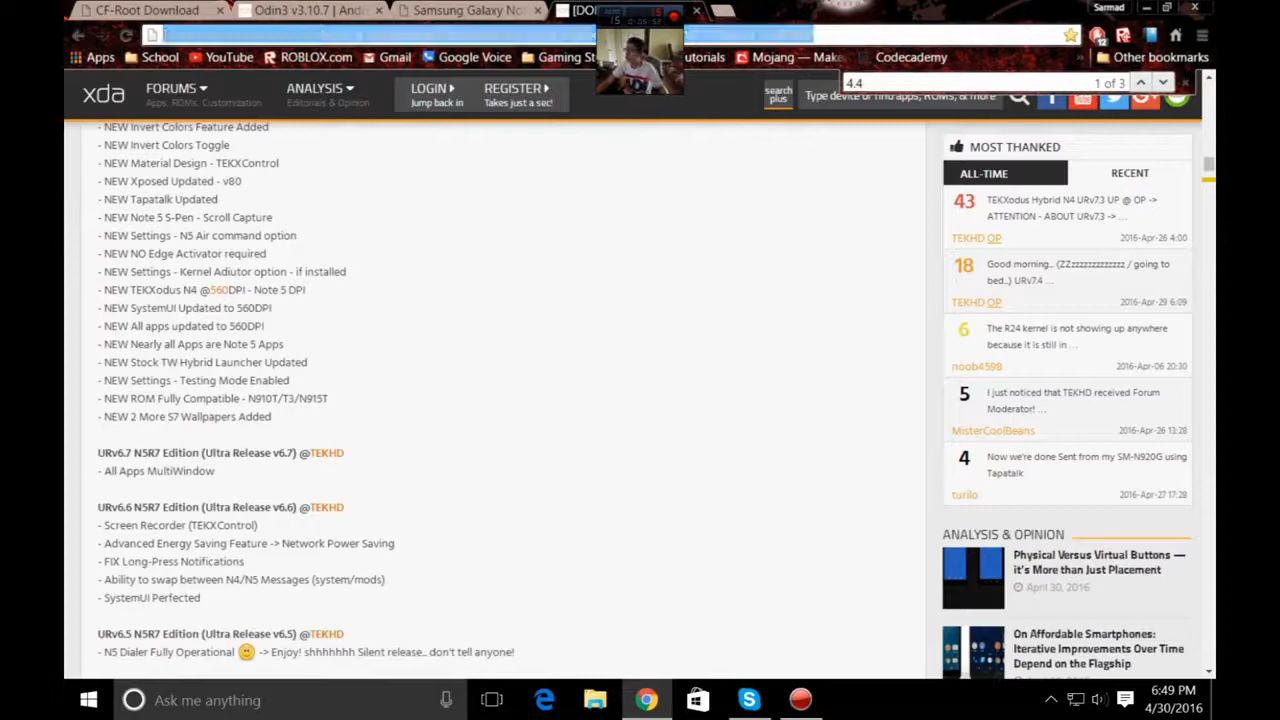 CF-Root Download
Odin3 v3.10.7 | And
Samsung Galaxy No
[DO
Sarmad
Apps
School
YouTube
ROBLOX.com
Gmail
Google Voice
Gaming St
utorials
Mojang — Make
Codecademy
Other bookmarks
4.4
1 of 3
xda
FORUMS
Apps, ROMs, Customization
ANALYSIS
Editorials & Opinion
LOGIN
Jump back in
REGISTER
Takes just a sec!
search
plus
Type device or find apps, ROMs, & more
- NEW Invert Colors Feature Added
- NEW Invert Colors Toggle
- NEW Material Design - TEKXControl
- NEW Xposed Updated - v80
- NEW Tapatalk Updated
- NEW Note 5 S-Pen - Scroll Capture
- NEW Settings - N5 Air command option
- NEW NO Edge Activator required
- NEW Settings - Kernel Adiutor option - if installed
- NEW TEKXodus N4 @560DPI - Note 5 DPI
- NEW SystemUI Updated to 560DPI
- NEW All apps updated to 560DPI
- NEW Nearly all Apps are Note 5 Apps
- NEW Stock TW Hybrid Launcher Updated
- NEW Settings - Testing Mode Enabled
- NEW ROM Fully Compatible - N910T/T3/N915T
- NEW 2 More S7 Wallpapers Added
URv6.7 N5R7 Edition (Ultra Release v6.7) @TEKHD
- All Apps MultiWindow
URv6.6 N5R7 Edition (Ultra Release v6.6) @TEKHD
- Screen Recorder (TEKXControl)
- Advanced Energy Saving Feature -> Network Power Saving
- FIX Long-Press Notifications
- Ability to swap between N4/N5 Messages (system/mods)
- SystemUI Perfected
URv6.5 N5R7 Edition (Ultra Release v6.5) @TEKHD
- N5 Dialer Fully Operational -> Enjoy! shhhhhhh Silent release... don't tell anyone!
MOST THANKED
ALL-TIME
RECENT
43
TEKXodus Hybrid N4 URv7.3 UP @ OP ->
ATTENTION - ABOUT URv7.3 -> ...
TEKHD OP
2016-Apr-26 4:00
18
Good morning... (ZZzzzzzzzzzzz / going to
bed...) URv7.4 ...
TEKHD OP
2016-Apr-29 6:09
6
The R24 kernel is not showing up anywhere
because it is still in ...
noob4598
2016-Apr-06 20:30
5
I just noticed that TEKHD received Forum
Moderator! ...
MisterCoolBeans
2016-Apr-26 13:28
4
Now we're done Sent from my SM-N920G using
Tapatalk
turilo
2016-Apr-27 17:28
ANALYSIS & OPINION
Physical Versus Virtual Buttons —
it's More than Just Placement
April 30, 2016
On Affordable Smartphones:
Iterative Improvements Over Time
Depend on the Flagship
Ask me anything
6:49 PM
4/30/2016